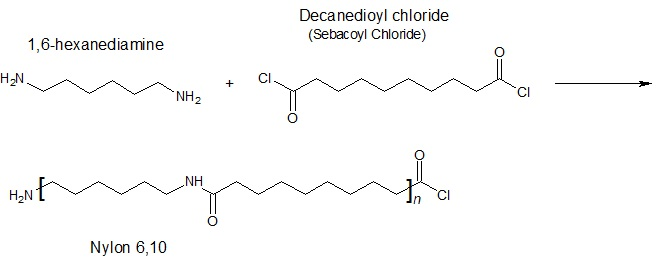 Decanedioyl chloride
(Sebacoyl Chloride)
1,6-hexanediamine
H₂N
NH₂
+
Cl
O
O
Cl
H₂N
[
NH
O
]n
O
Cl
Nylon 6,10